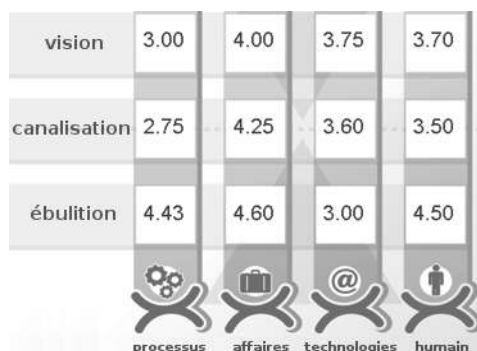 vision 3.00 4.00 3.75 3.70
canalisation 2.75 4.25 3.60 3.50
ébulition 4.43 4.60 3.00 4.50
@
processus affaires technologies humain